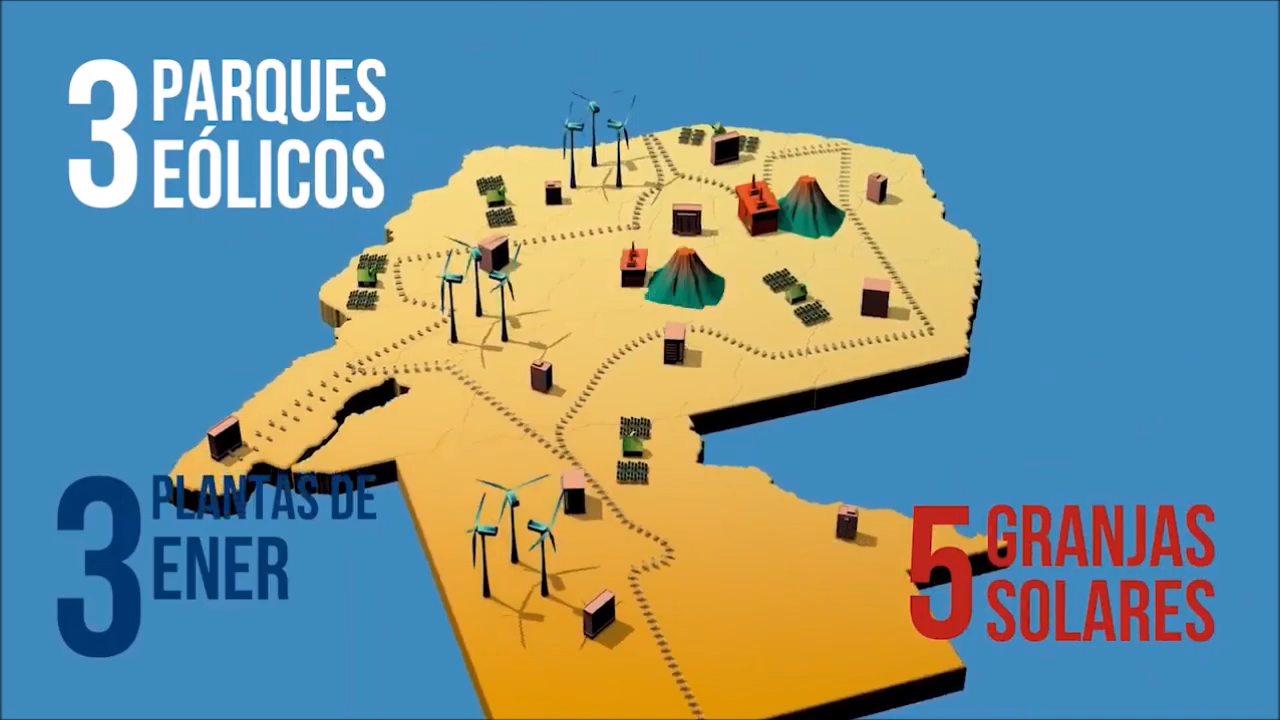 3 PARQUES
EÓLICOS
3 PLANTAS DE
ENER
5 GRANJAS
SOLARES